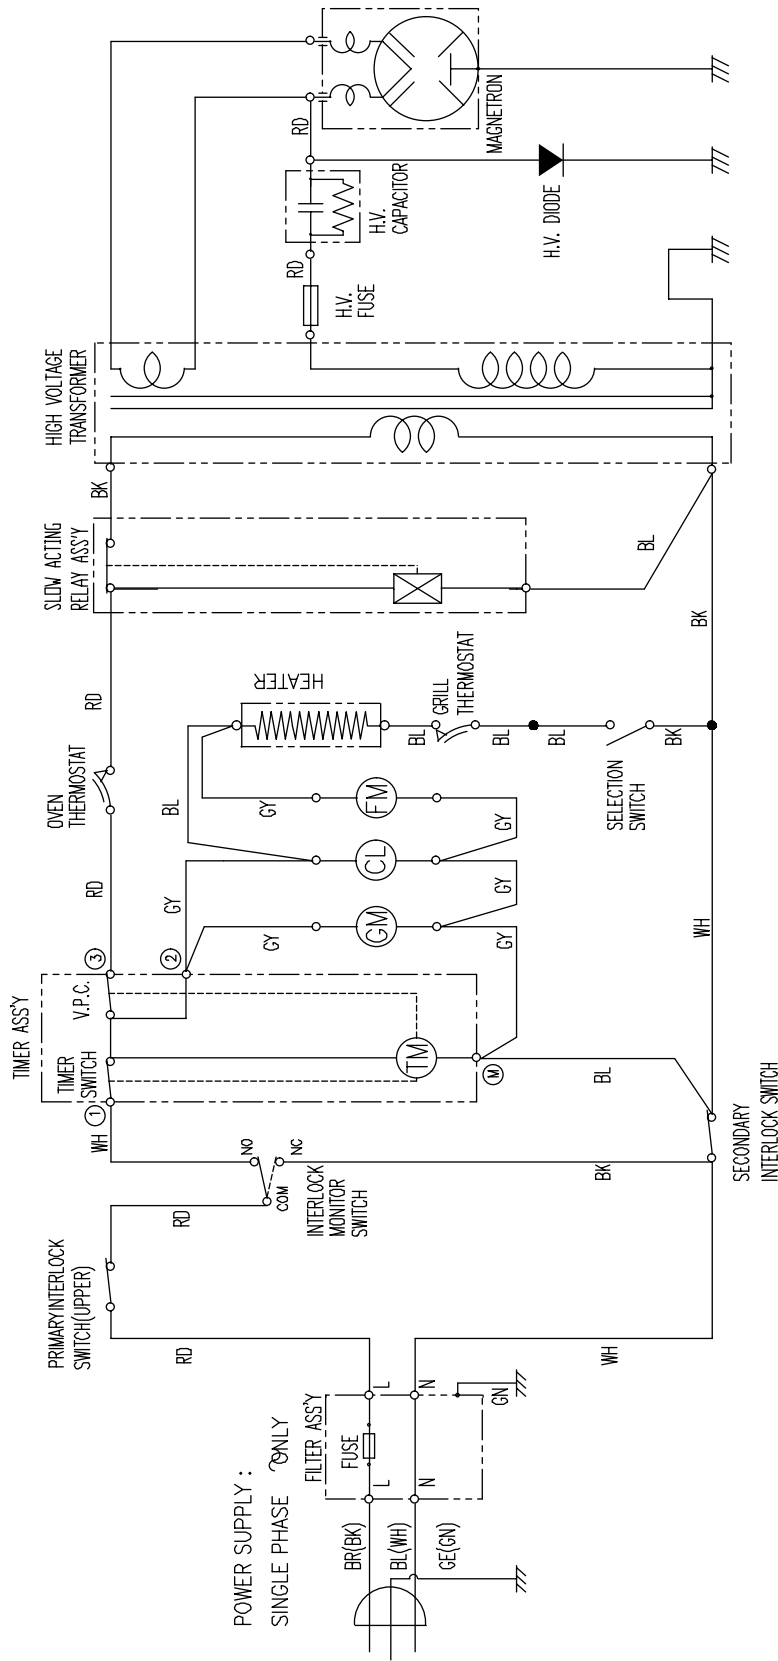 POWER SUPPLY :
SINGLE PHASE ONLY
BR(BK)
BL(WH)
GE(GN)
FILTER ASS'Y
FUSE
L
N
L
N
GN
RD
WH
PRIMARY INTERLOCK
SWITCH(UPPER)
RD
COM
NO
NC
INTERLOCK
MONITOR
SWITCH
WH
BK
SECONDARY
INTERLOCK SWITCH
TIMER ASS'Y
1
TIMER
SWITCH
V.P.C.
3
2
TM
M
BL
RD
GY
GY
GM
GY
CL
GY
BL
GY
FM
GY
WH
OVEN
THERMOSTAT
RD
HEATER
BL
GRILL
THERMOSTAT
BL
BL
SELECTION
SWITCH
BK
SLOW ACTING
RELAY ASS'Y
BL
BK
BK
HIGH VOLTAGE
TRANSFORMER
H.V.
FUSE
RD
H.V.
CAPACITOR
RD
H.V. DIODE
MAGNETRON